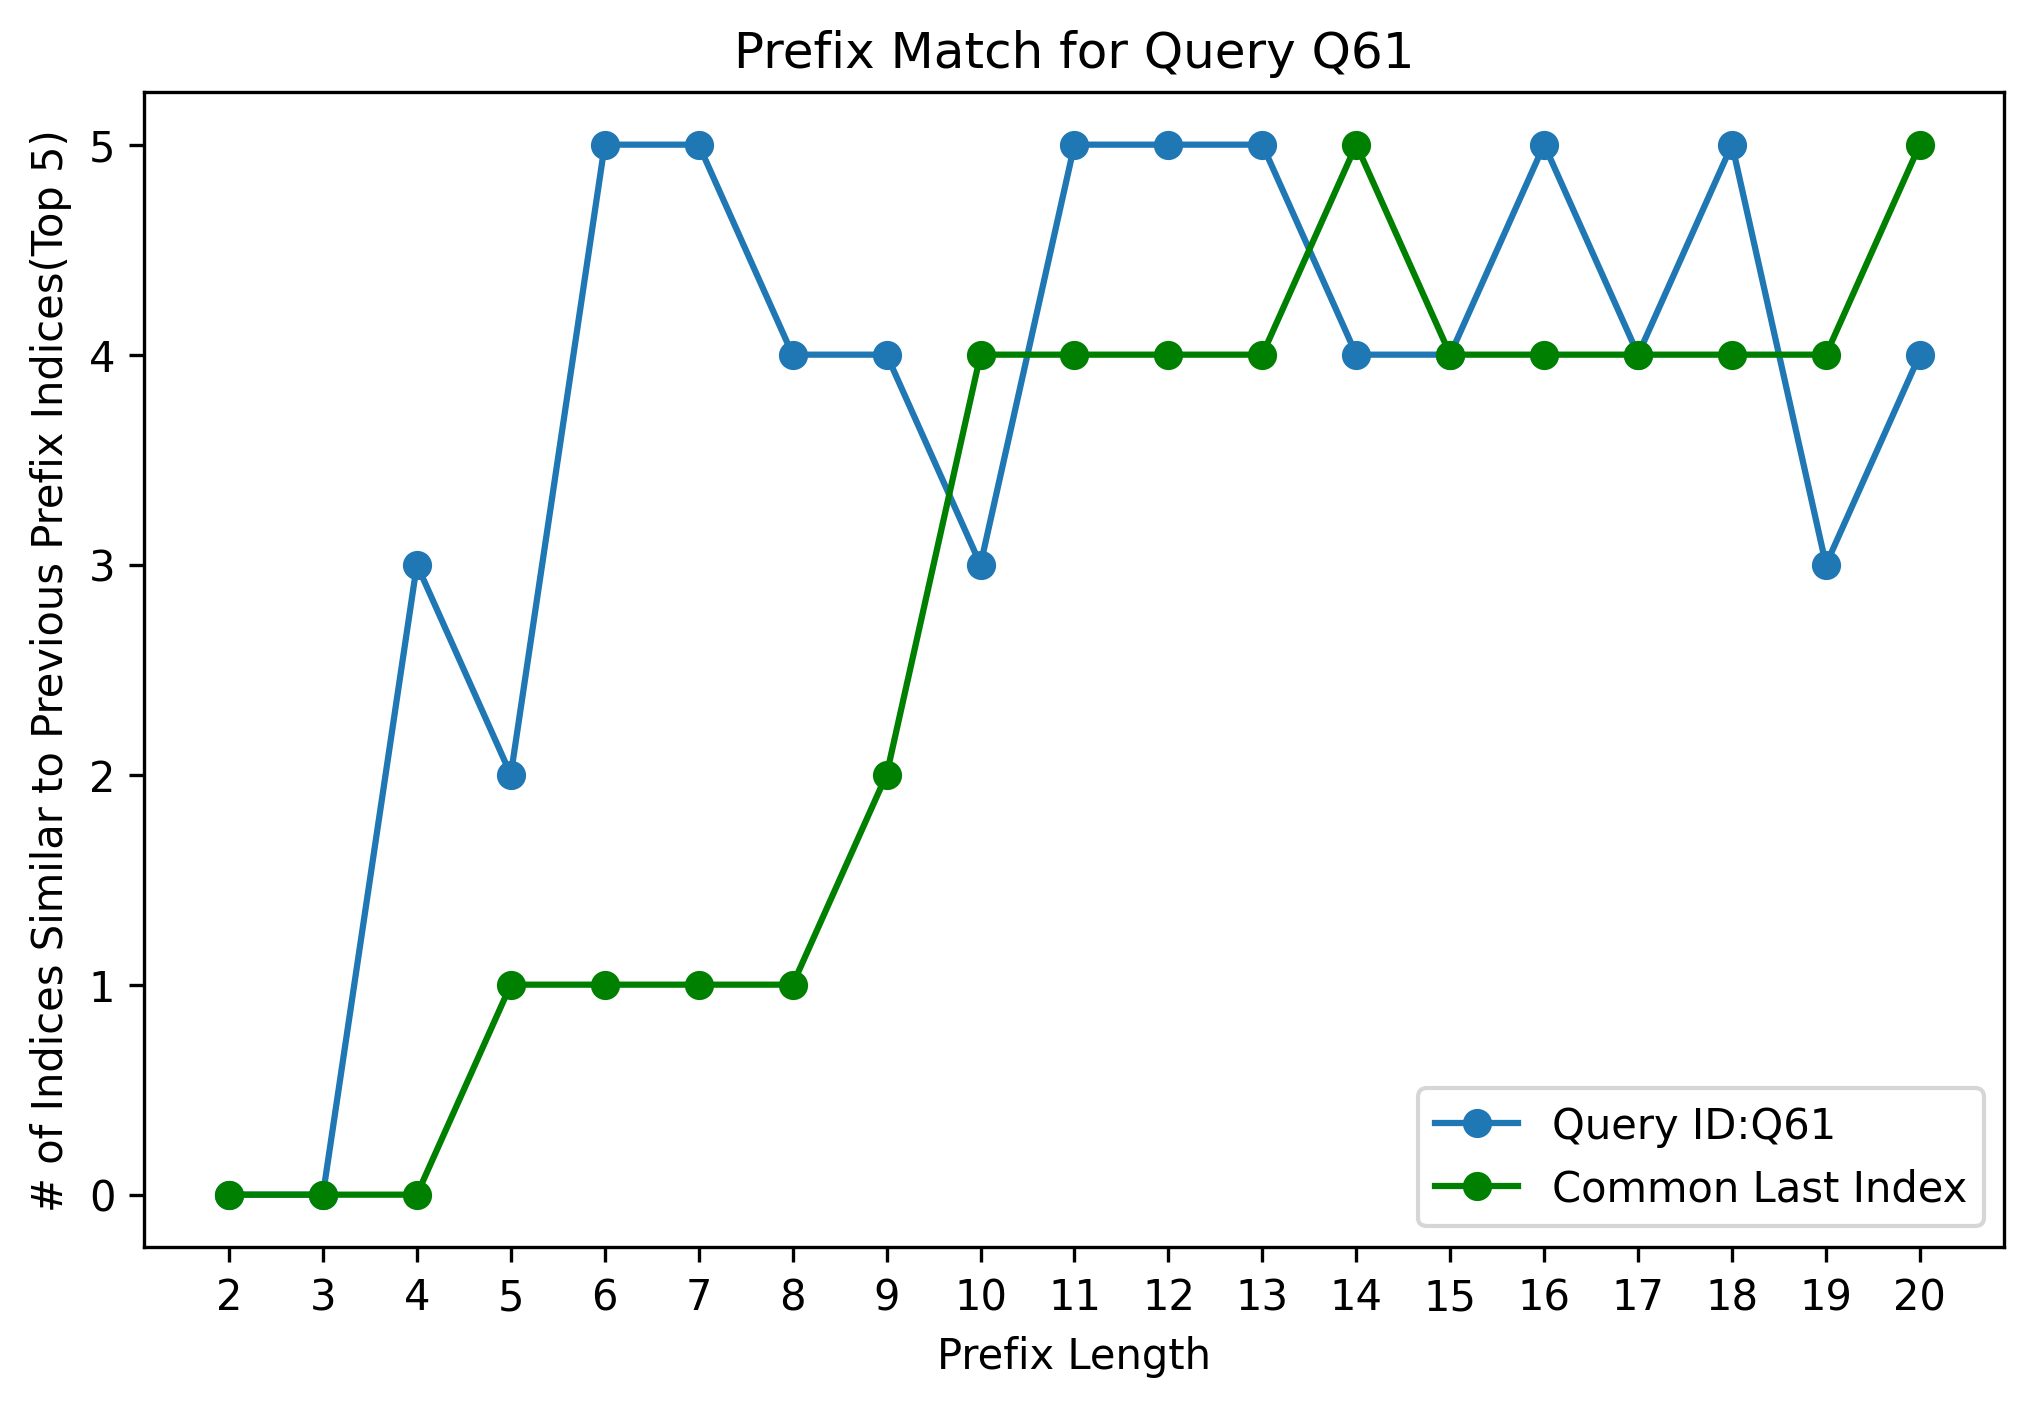 Prefix Match for Query Q61
# of Indices Similar to Previous Prefix Indices(Top 5)
5
4
3
2
1
0
Query ID:Q61
Common Last Index
2 3 4 5 6 7 8 9 10 11 12 13 14 15 16 17 18 19 20
Prefix Length